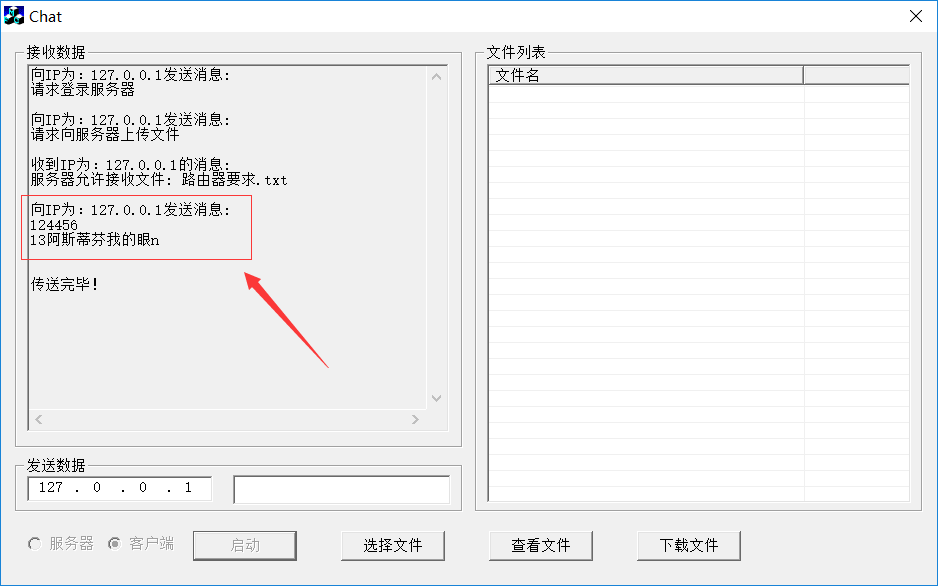 Chat
接收数据
向IP为：127.0.0.1发送消息：
请求登录服务器
向IP为：127.0.0.1发送消息：
请求向服务器上传文件
收到IP为：127.0.0.1的消息：
服务器允许接收文件：路由器要求.txt
向IP为：127.0.0.1发送消息：
124456
13阿斯蒂芬我的眼n
传送完毕！
发送数据
127 . 0 . 0 . 1
服务器 客户端 启动 选择文件
文件列表
文件名
查看文件 下载文件